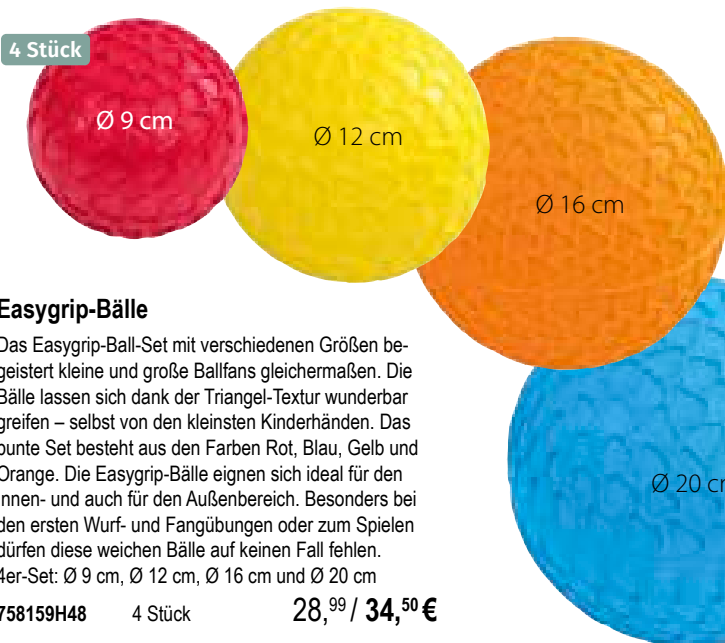 4 Stück
Ø 9 cm
Ø 12 cm
Ø 16 cm
Ø 20 cm
Easygrip-Bälle
Das Easygrip-Ball-Set mit verschiedenen Größen be-
geistert kleine und große Ballfans gleichermaßen. Die
Bälle lassen sich dank der Triangel-Textur wunderbar
greifen – selbst von den kleinsten Kinderhänden. Das
bunte Set besteht aus den Farben Rot, Blau, Gelb und
Orange. Die Easygrip-Bälle eignen sich ideal für den
Innen- und auch für den Außenbereich. Besonders bei
den ersten Wurf- und Fangübungen oder zum Spielen
dürfen diese weichen Bälle auf keinen Fall fehlen.
4er-Set: Ø 9 cm, Ø 12 cm, Ø 16 cm und Ø 20 cm
758159H48 4 Stück 28,99 / 34,50 €